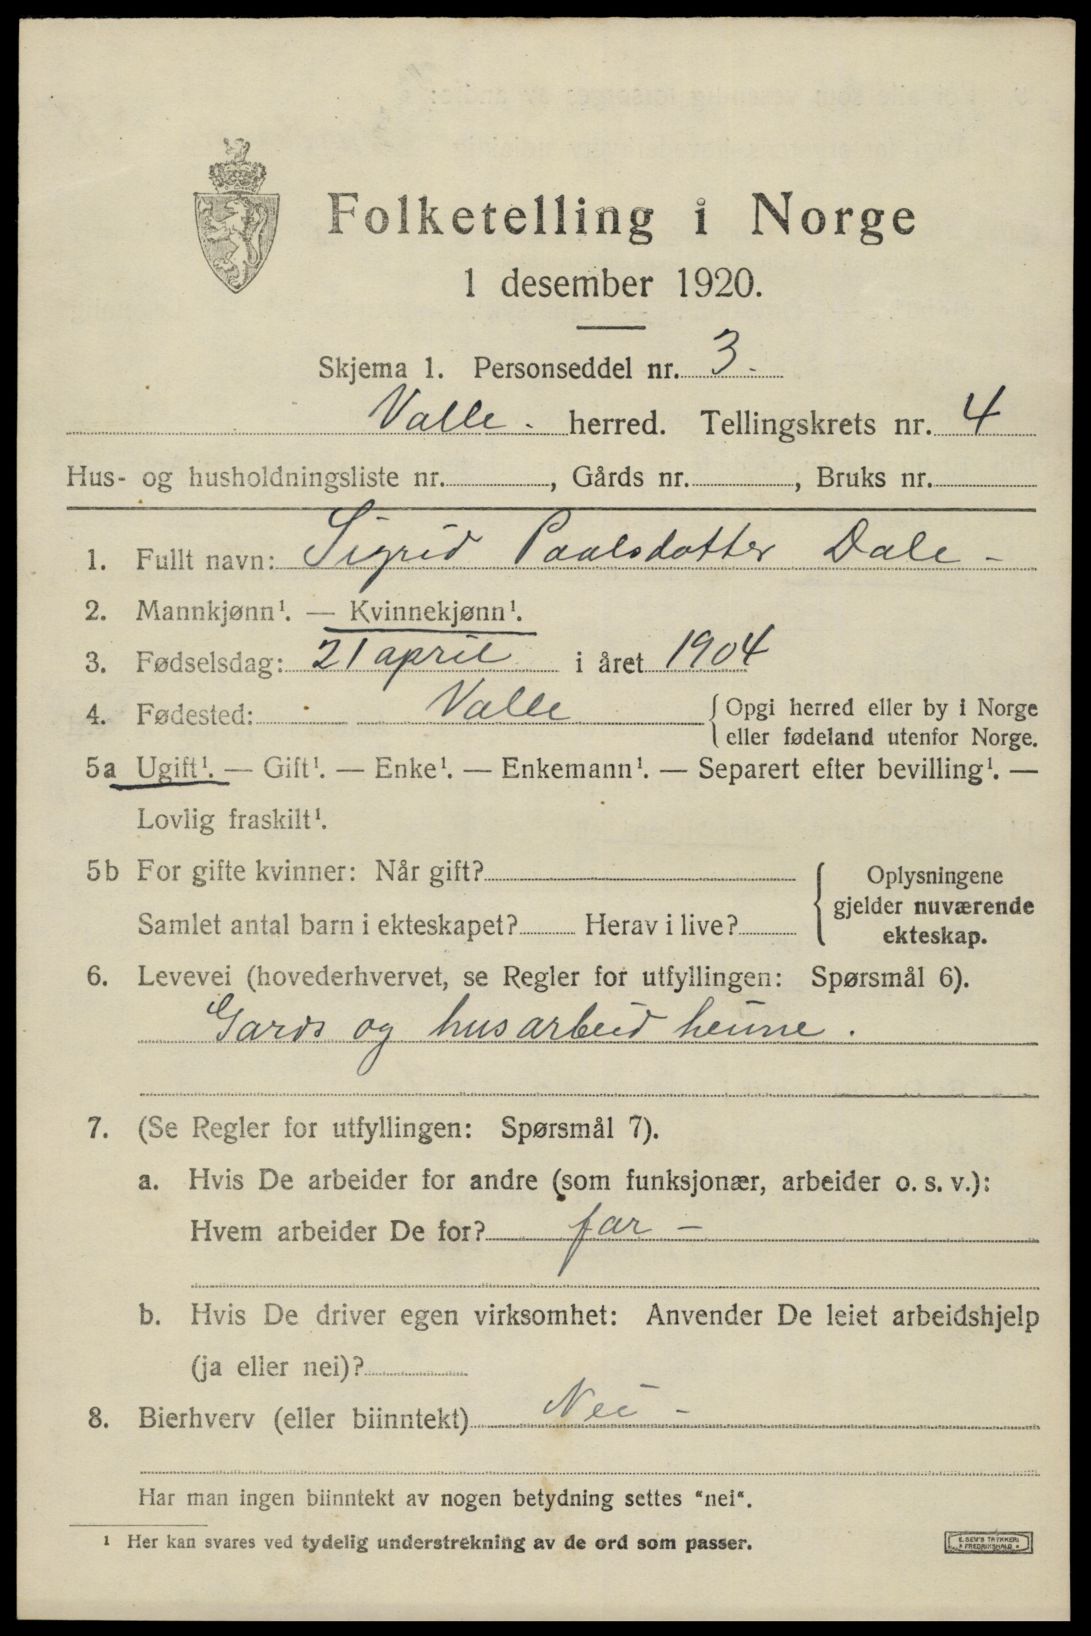 Folketelling i Norge
1 desember 1920.
Skjema 1. Personseddel nr. 3.
Valle. herred. Tellingskrets nr. 4
Hus- og husholdningsliste nr. , Gårds nr. , Bruks nr.
1. Fullt navn: Sigrid Paalsdotter Dale –
2. Mannkjønn¹. — Kvinnekjønn¹.
3. Fødselsdag: 21 april i året 1904
4. Fødested: Valle { Opgi herred eller by i Norge
eller fødeland utenfor Norge.
5a Ugift¹. — Gift¹. — Enke¹. — Enkemann¹. — Separert efter bevilling¹. —
Lovlig fraskilt¹.
5b For gifte kvinner: Når gift? { Oplysningene
gjelder nuværende
Samlet antal barn i ekteskapet? Herav i live? ekteskap.
6. Levevei (hovederhvervet, se Regler for utfyllingen: Spørsmål 6).
Gards og husarbeid heime.
7. (Se Regler for utfyllingen: Spørsmål 7).
a. Hvis De arbeider for andre (som funksjonær, arbeider o. s. v.):
Hvem arbeider De for? far –
b. Hvis De driver egen virksomhet: Anvender De leiet arbeidshjelp
(ja eller nei)?
8. Bierhverv (eller biinntekt) Nei –
Har man ingen biinntekt av nogen betydning settes "nei".
¹ Her kan svares ved tydelig understrekning av de ord som passer.
E. SEM'S TRYKKERI
FREDRIKSHALD